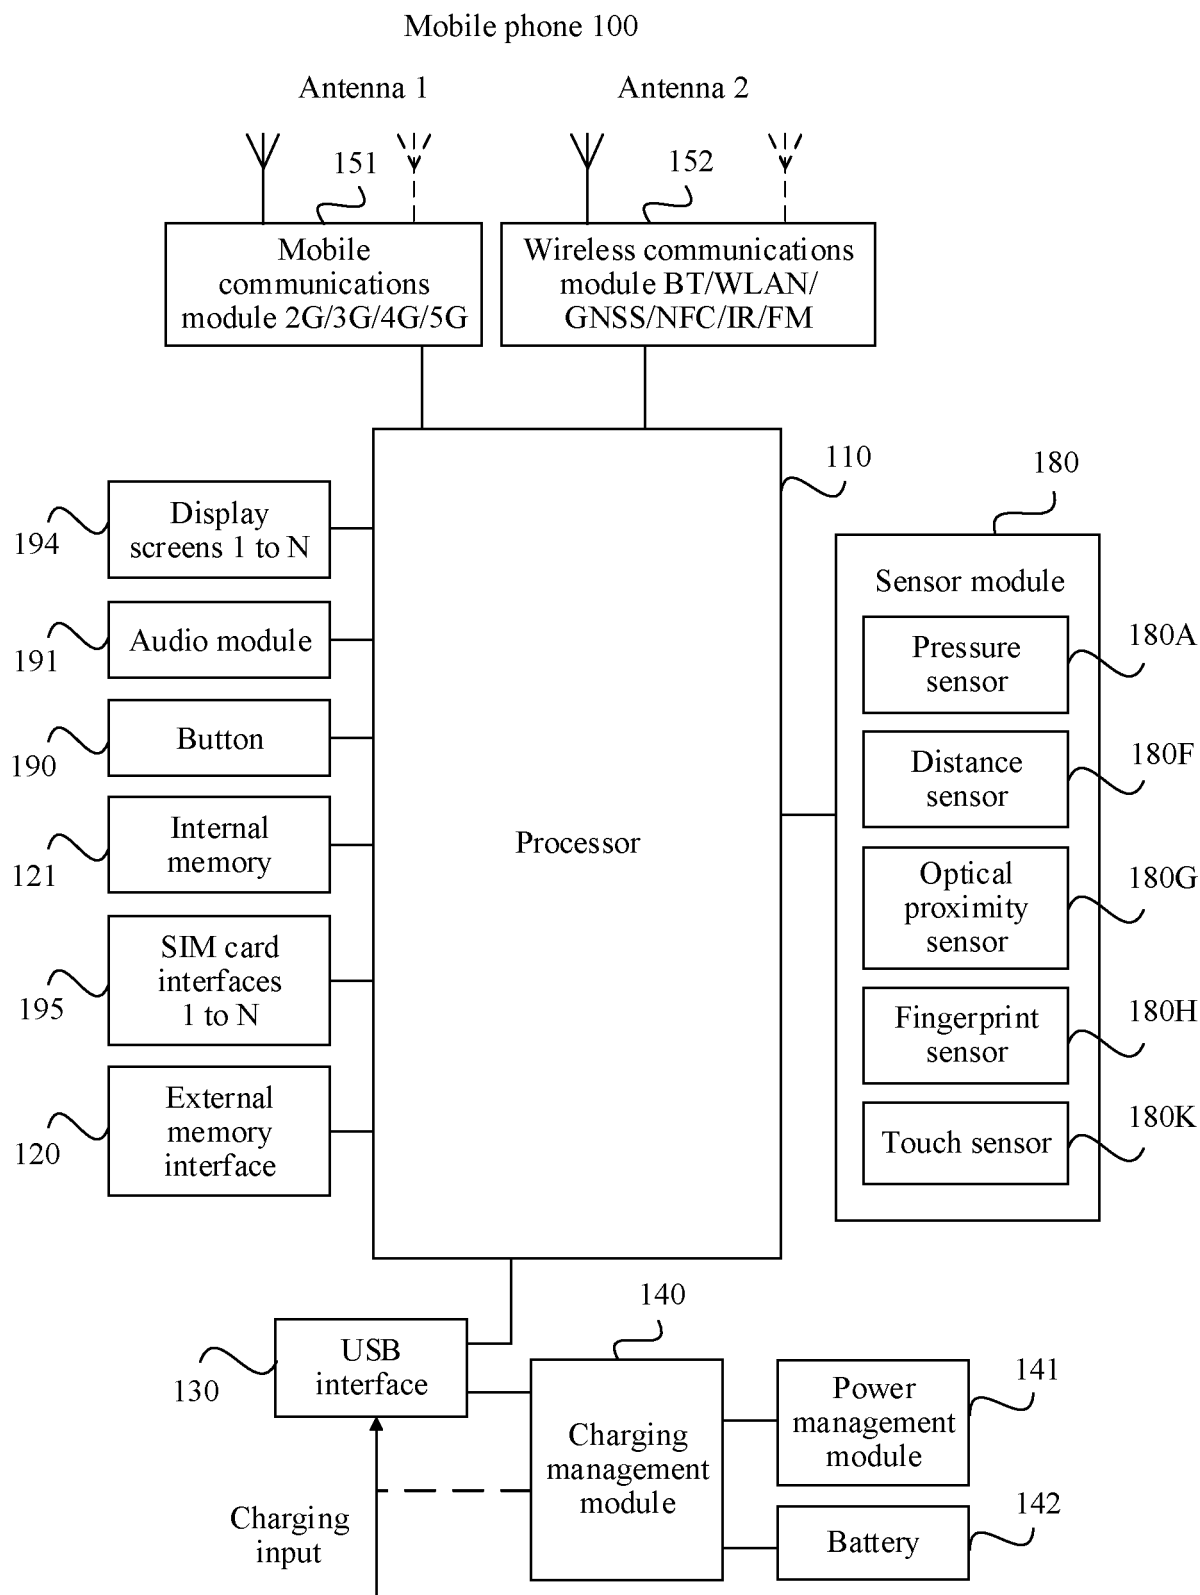 Mobile phone 100
Antenna 1
Antenna 2
151
152
Mobile
communications
module 2G/3G/4G/5G
Wireless communications
module BT/WLAN/
GNSS/NFC/IR/FM
110
180
194
Display
screens 1 to N
191
Audio module
190
Button
121
Internal
memory
195
SIM card
interfaces
1 to N
120
External
memory
interface
Processor
Sensor module
Pressure
sensor
180A
Distance
sensor
180F
Optical
proximity
sensor
180G
Fingerprint
sensor
180H
Touch sensor
180K
130
USB
interface
140
Charging
management
module
141
Power
management
module
142
Battery
Charging
input